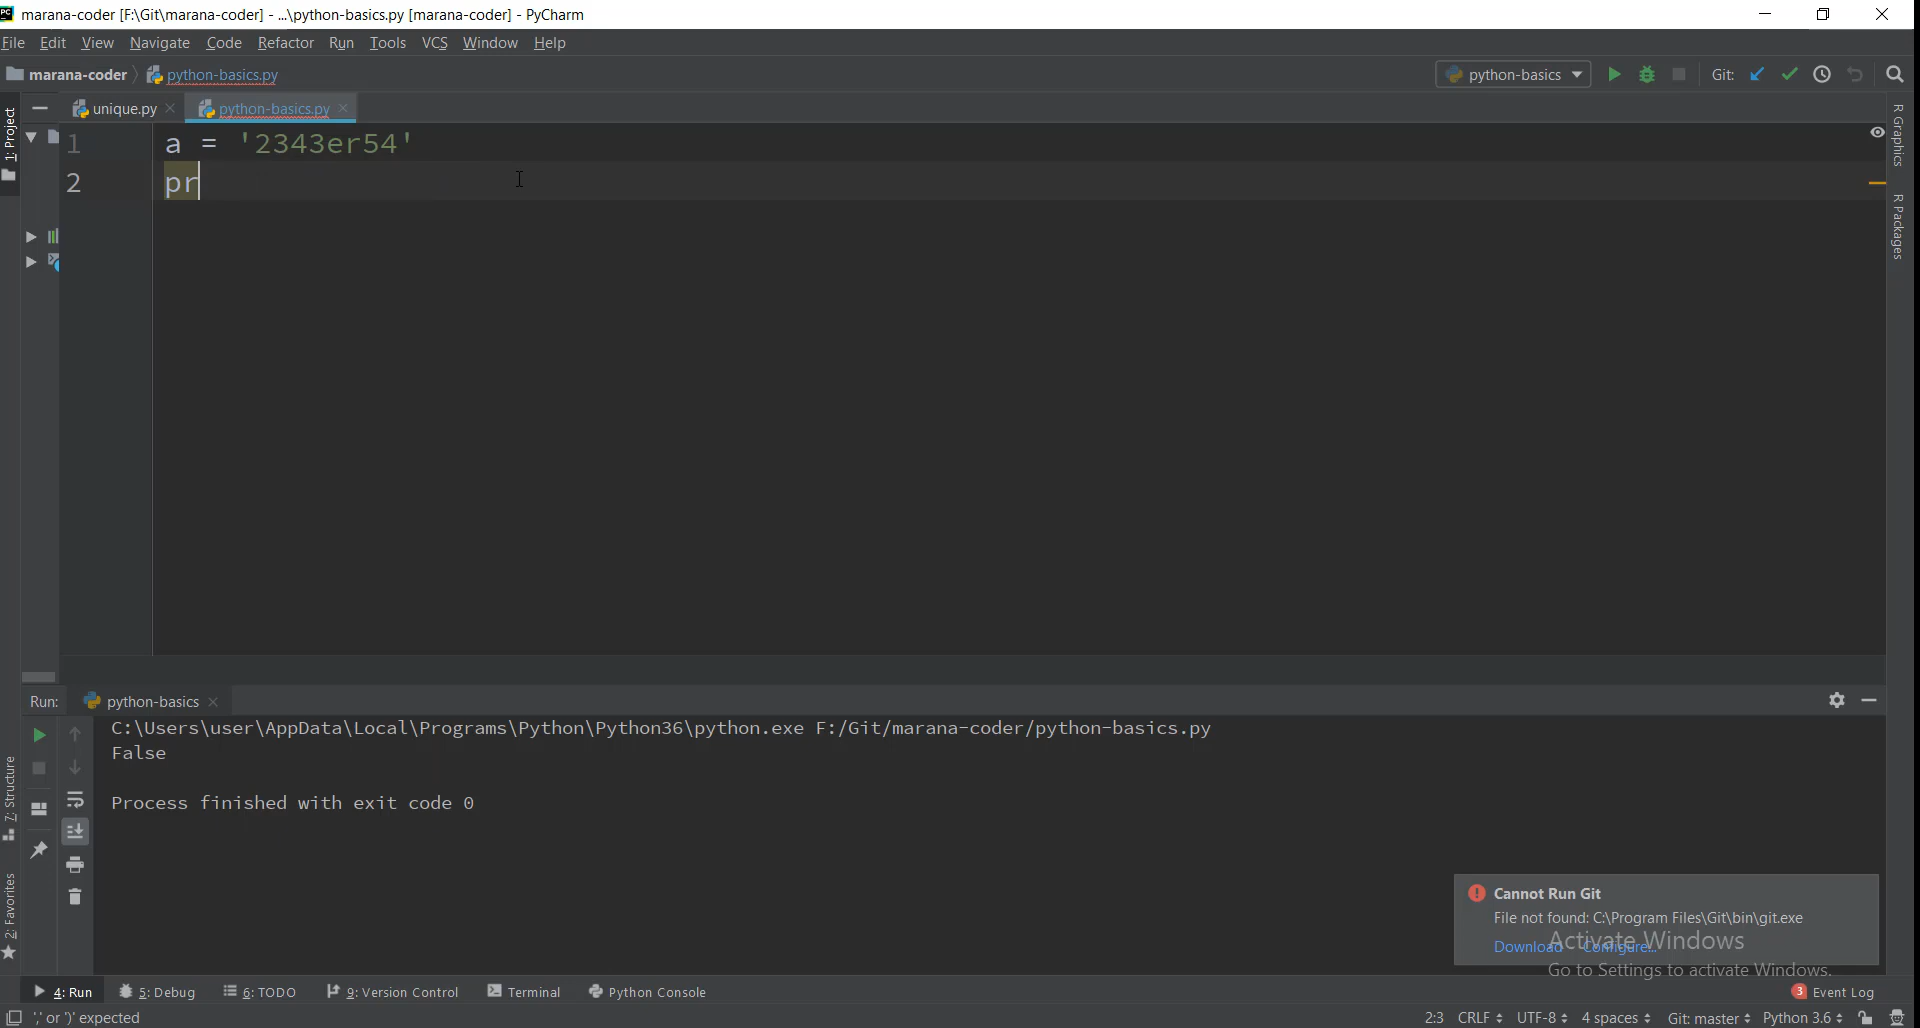 marana-coder [F:\Git\marana-coder] - ...\python-basics.py [marana-coder] - PyCharm
File Edit View Navigate Code Refactor Run Tools VCS Window Help
marana-coder python-basics.py python-basics Git:
unique.py python-basics.py
1 a = '2343er54'
2 pr
1: Project
R Graphics
R Packages
Run: python-basics
C:\Users\user\AppData\Local\Programs\Python\Python36\python.exe F:/Git/marana-coder/python-basics.py
False
Process finished with exit code 0
7: Structure
2: Favorites
Cannot Run Git
File not found: C:\Program Files\Git\bin\git.exe
Download Configure...
Activate Windows
Go to Settings to activate Windows.
4: Run 5: Debug 6: TODO 9: Version Control Terminal Python Console 3 Event Log
',' or ')' expected 2:3 CRLF UTF-8 4 spaces Git: master Python 3.6